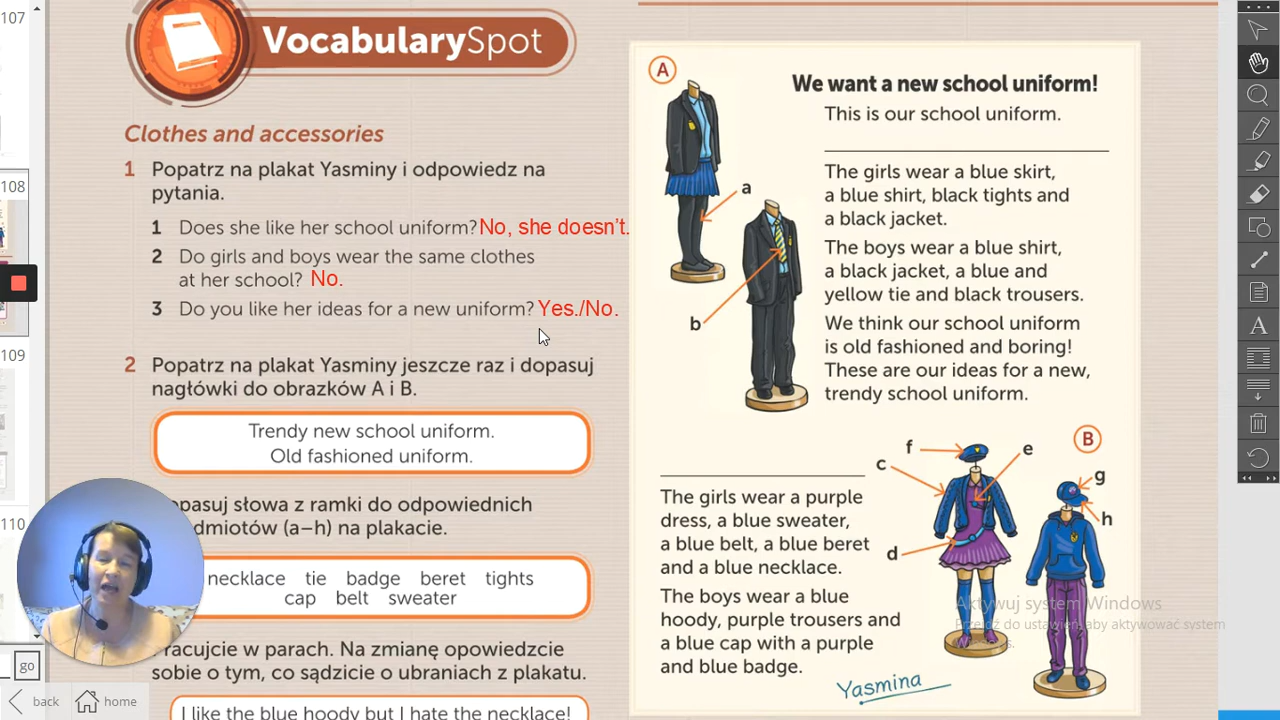 107
108
109
110
go
back
home
VocabularySpot
Clothes and accessories
1 Popatrz na plakat Yasminy i odpowiedz na
pytania.
1 Does she like her school uniform? No, she doesn't.
2 Do girls and boys wear the same clothes
at her school? No.
3 Do you like her ideas for a new uniform? Yes./No.
2 Popatrz na plakat Yasminy jeszcze raz i dopasuj
nagłówki do obrazków A i B.
Trendy new school uniform.
Old fashioned uniform.
słowa z ramki do odpowiednich
na plakacie.
necklace tie badge beret tights
cap belt sweater
w parach. Na zmianę opowiedzcie
sobie o tym, co sądzicie o ubraniach z plakatu.
I like the blue hoody but I hate the necklace!
A
a
b
We want a new school uniform!
This is our school uniform.
The girls wear a blue skirt,
a blue shirt, black tights and
a black jacket.
The boys wear a blue shirt,
a black jacket, a blue and
yellow tie and black trousers.
We think our school uniform
is old fashioned and boring!
These are our ideas for a new,
trendy school uniform.
B
f
e
c
g
h
d
The girls wear a purple
dress, a blue sweater,
a blue belt, a blue beret
and a blue necklace.
The boys wear a blue
hoody, purple trousers and
a blue cap with a purple
and blue badge.
Yasmina
Aktywuj system Windows
Przejdź do ustawień, aby aktywować system
A